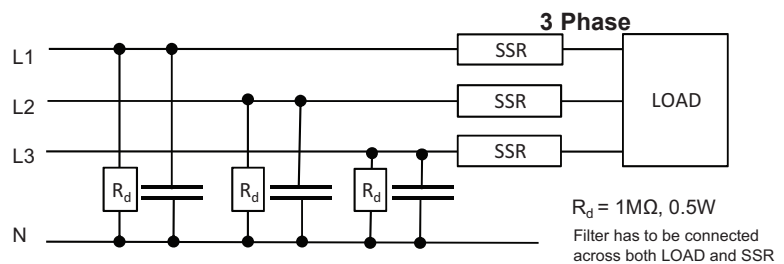 3 Phase
L1
SSR
L2
SSR
LOAD
L3
SSR
Rd
Rd
Rd
Rd = 1MΩ, 0.5W
N
Filter has to be connected
across both LOAD and SSR